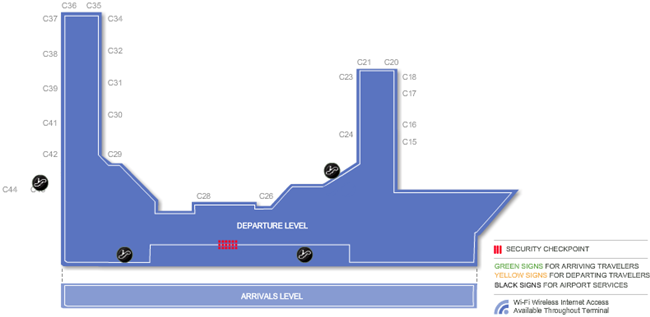 C36 C35
C37 C34
C38 C32
C39 C31
C41 C30
C42 C29
C44
C21 C20
C23 C18
C17
C16
C24 C15
C28 C26
DEPARTURE LEVEL
ARRIVALS LEVEL
SECURITY CHECKPOINT
GREEN SIGNS FOR ARRIVING TRAVELERS
YELLOW SIGNS FOR DEPARTING TRAVELERS
BLACK SIGNS FOR AIRPORT SERVICES
Wi-Fi Wireless Internet Access
Available Throughout Terminal